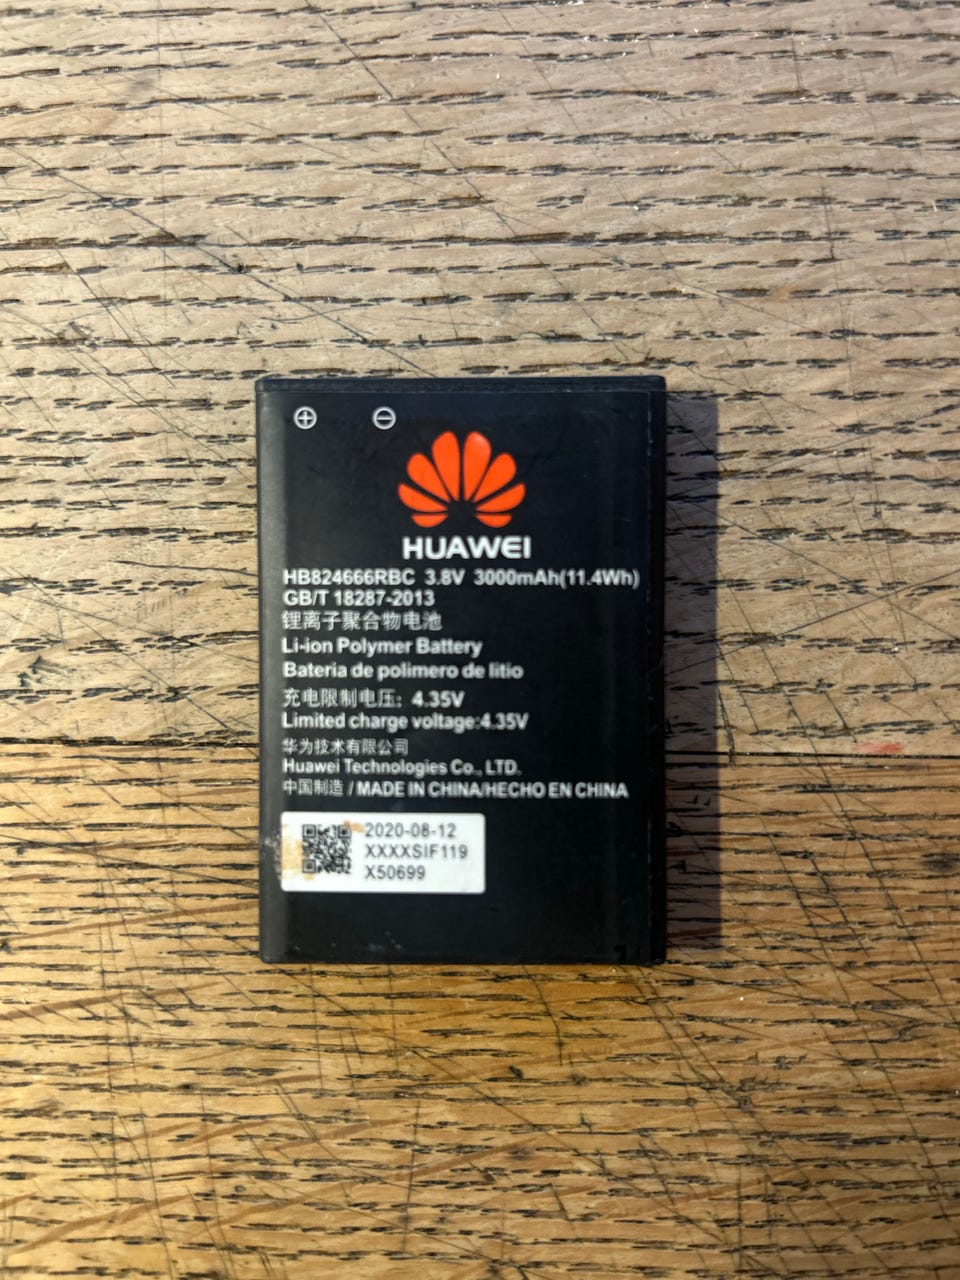 HUAWEI
HB824666RBC 3.8V 3000mAh(11.4Wh)
GB/T 18287-2013
锂离子聚合物电池
Li-ion Polymer Battery
Bateria de polimero de litio
充电限制电压: 4.35V
Limited charge voltage:4.35V
华为技术有限公司
Huawei Technologies Co., LTD.
中国制造 / MADE IN CHINA/HECHO EN CHINA
2020-08-12
XXXXSIF119
X50699